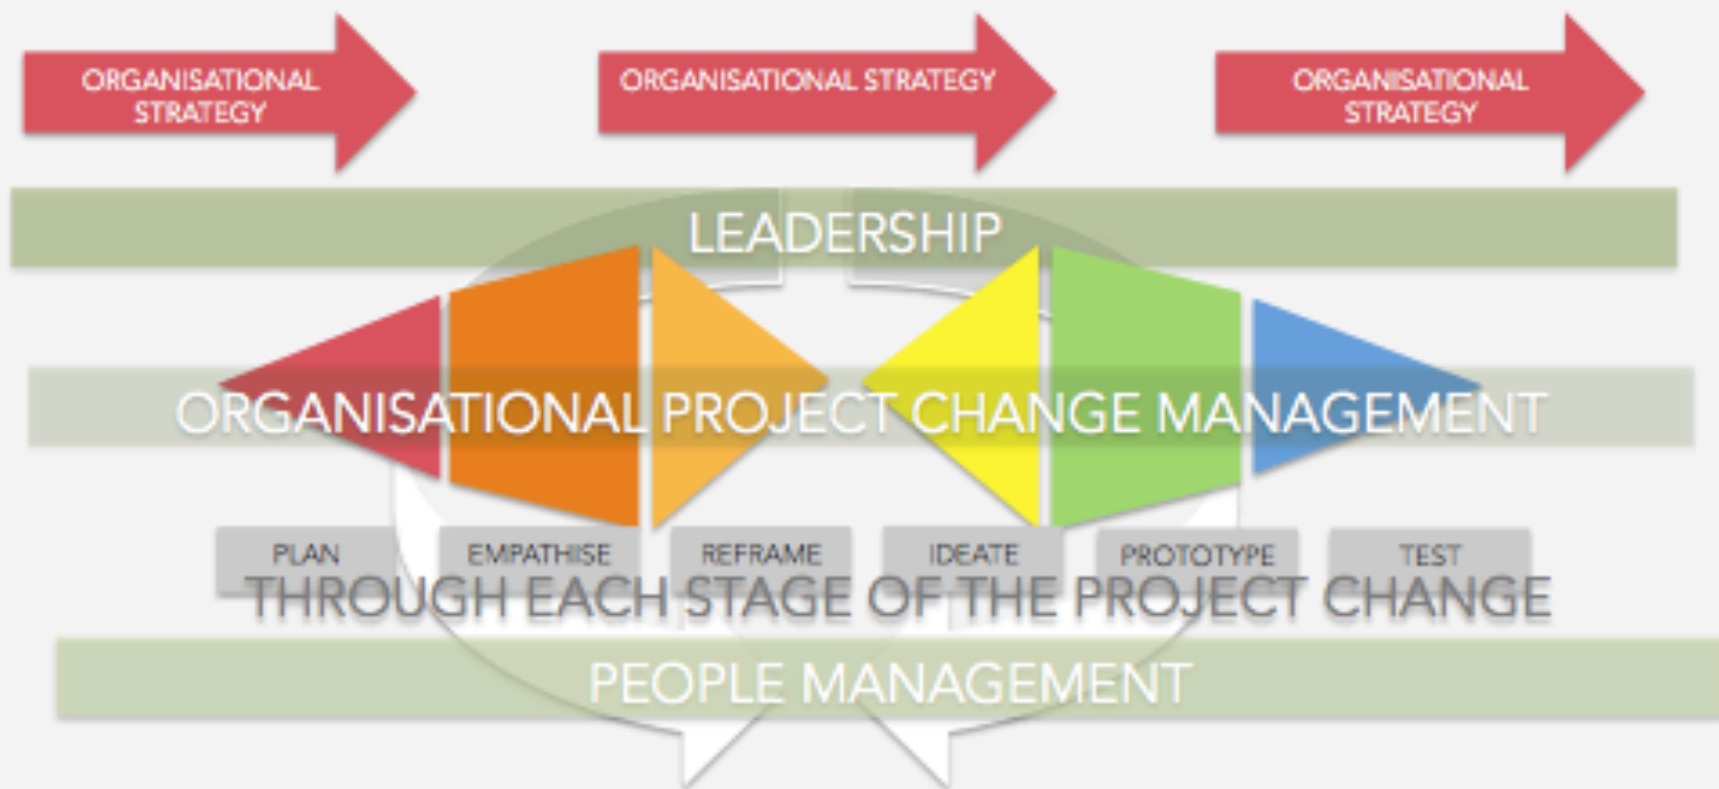 ORGANISATIONAL
STRATEGY
ORGANISATIONAL STRATEGY
ORGANISATIONAL
STRATEGY
LEADERSHIP
ORGANISATIONAL PROJECT CHANGE MANAGEMENT
PLAN
EMPATHISE
REFRAME
IDEATE
PROTOTYPE
TEST
THROUGH EACH STAGE OF THE PROJECT CHANGE
PEOPLE MANAGEMENT